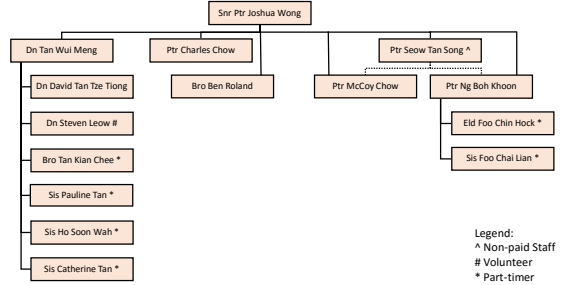 Snr Ptr Joshua Wong
Dn Tan Wui Meng
Ptr Charles Chow
Ptr Seow Tan Song ^
Dn David Tan Tze Tiong
Bro Ben Roland
Ptr McCoy Chow
Ptr Ng Boh Khoon
Dn Steven Leow #
Eld Foo Chin Hock *
Bro Tan Kian Chee *
Sis Foo Chai Lian *
Sis Pauline Tan *
Sis Ho Soon Wah *
Sis Catherine Tan *
Legend:
^ Non-paid Staff
# Volunteer
* Part-timer